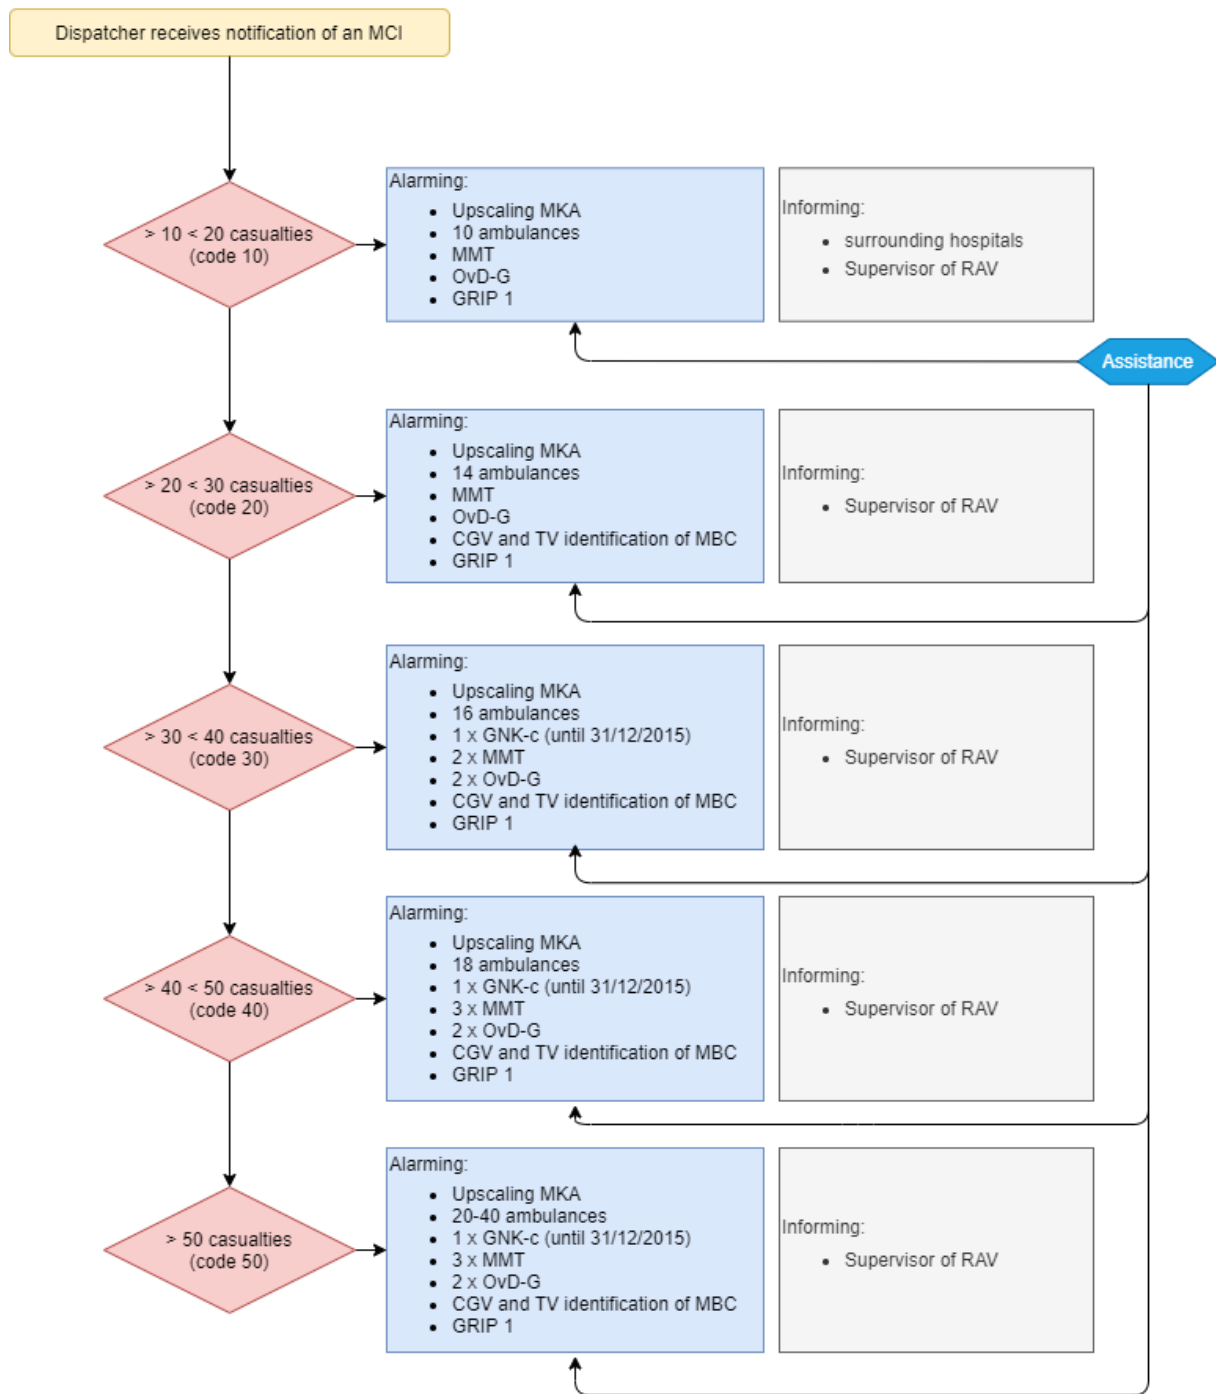 Dispatcher receives notification of an MCI
> 10 < 20 casualties
(code 10)
Alarming:
• Upscaling MKA
• 10 ambulances
• MMT
• OvD-G
• GRIP 1
Informing:
• surrounding hospitals
• Supervisor of RAV
Assistance
> 20 < 30 casualties
(code 20)
Alarming:
• Upscaling MKA
• 14 ambulances
• MMT
• OvD-G
• CGV and TV identification of MBC
• GRIP 1
Informing:
• Supervisor of RAV
> 30 < 40 casualties
(code 30)
Alarming:
• Upscaling MKA
• 16 ambulances
• 1 x GNK-c (until 31/12/2015)
• 2 x MMT
• 2 x OvD-G
• CGV and TV identification of MBC
• GRIP 1
Informing:
• Supervisor of RAV
> 40 < 50 casualties
(code 40)
Alarming:
• Upscaling MKA
• 18 ambulances
• 1 x GNK-c (until 31/12/2015)
• 3 x MMT
• 2 x OvD-G
• CGV and TV identification of MBC
• GRIP 1
Informing:
• Supervisor of RAV
> 50 casualties
(code 50)
Alarming:
• Upscaling MKA
• 20-40 ambulances
• 1 x GNK-c (until 31/12/2015)
• 3 x MMT
• 2 x OvD-G
• CGV and TV identification of MBC
• GRIP 1
Informing:
• Supervisor of RAV